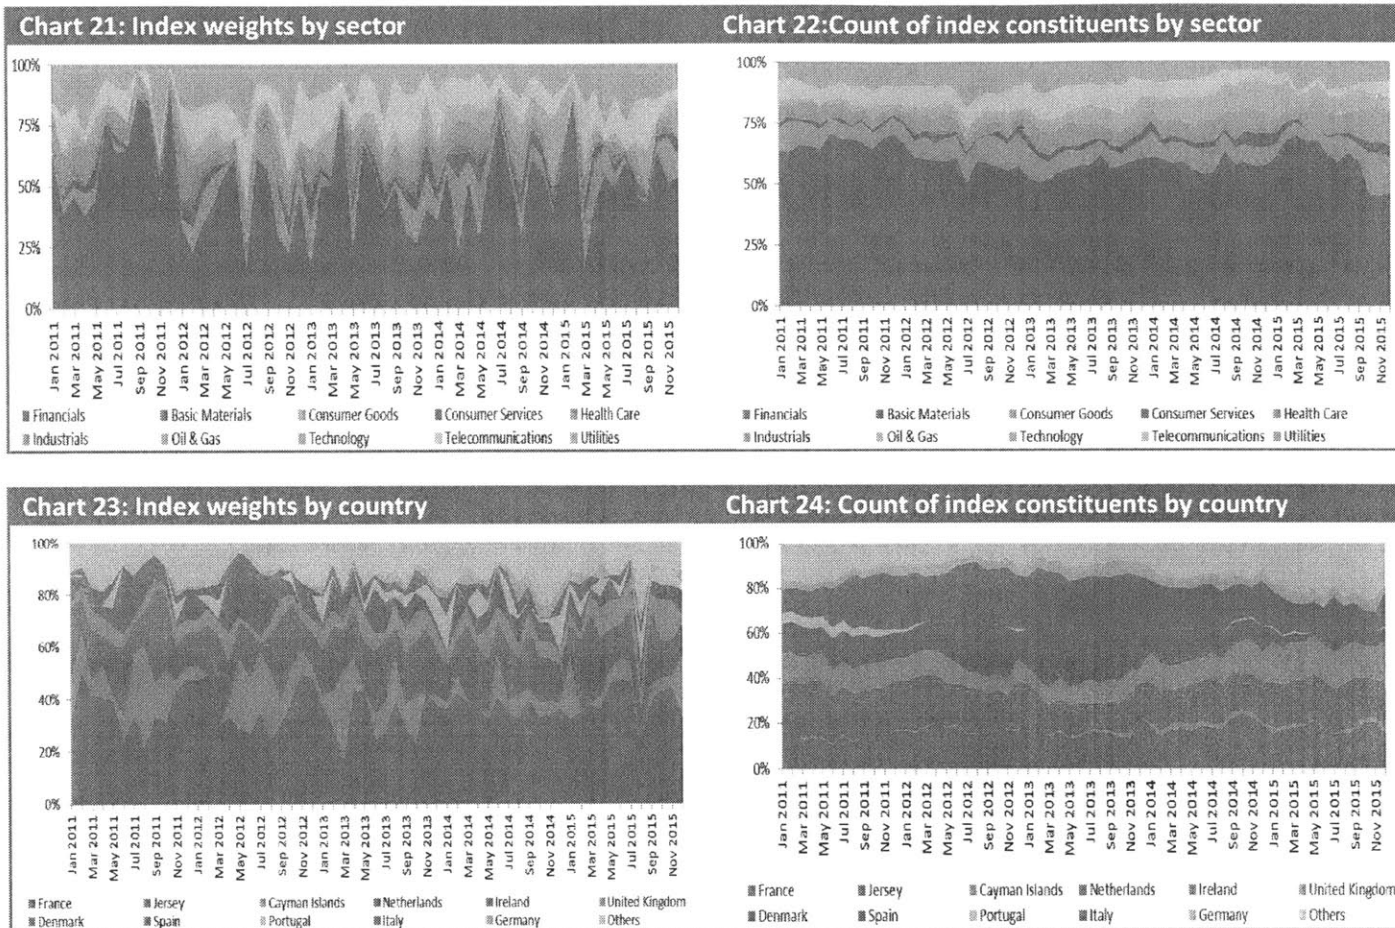 Chart 21: Index weights by sector
100%
75%
50%
25%
0%
Jan 2011
Mar 2011
May 2011
Jul 2011
Sep 2011
Nov 2011
Jan 2012
Mar 2012
May 2012
Jul 2012
Sep 2012
Nov 2012
Jan 2013
Mar 2013
May 2013
Jul 2013
Sep 2013
Nov 2013
Jan 2014
Mar 2014
May 2014
Jul 2014
Sep 2014
Nov 2014
Jan 2015
Mar 2015
May 2015
Jul 2015
Sep 2015
Nov 2015
Financials Basic Materials Consumer Goods Consumer Services Health Care
Industrials Oil & Gas Technology Telecommunications Utilities
Chart 22:Count of index constituents by sector
100%
75%
50%
25%
0%
Jan 2011
Mar 2011
May 2011
Jul 2011
Sep 2011
Nov 2011
Jan 2012
Mar 2012
May 2012
Jul 2012
Sep 2012
Nov 2012
Jan 2013
Mar 2013
May 2013
Jul 2013
Sep 2013
Nov 2013
Jan 2014
Mar 2014
May 2014
Jul 2014
Sep 2014
Nov 2014
Jan 2015
Mar 2015
May 2015
Jul 2015
Sep 2015
Nov 2015
Financials Basic Materials Consumer Goods Consumer Services Health Care
Industrials Oil & Gas Technology Telecommunications Utilities
Chart 23: Index weights by country
100%
80%
60%
40%
20%
0%
Jan 2011
Mar 2011
May 2011
Jul 2011
Sep 2011
Nov 2011
Jan 2012
Mar 2012
May 2012
Jul 2012
Sep 2012
Nov 2012
Jan 2013
Mar 2013
May 2013
Jul 2013
Sep 2013
Nov 2013
Jan 2014
Mar 2014
May 2014
Jul 2014
Sep 2014
Nov 2014
Jan 2015
Mar 2015
May 2015
Jul 2015
Sep 2015
Nov 2015
France Jersey Cayman Islands Netherlands Ireland United Kingdom
Denmark Spain Portugal Italy Germany Others
Chart 24: Count of index constituents by country
100%
80%
60%
40%
20%
0%
Jan 2011
Mar 2011
May 2011
Jul 2011
Sep 2011
Nov 2011
Jan 2012
Mar 2012
May 2012
Jul 2012
Sep 2012
Nov 2012
Jan 2013
Mar 2013
May 2013
Jul 2013
Sep 2013
Nov 2013
Jan 2014
Mar 2014
May 2014
Jul 2014
Sep 2014
Nov 2014
Jan 2015
Mar 2015
May 2015
Jul 2015
Sep 2015
Nov 2015
France Jersey Cayman Islands Netherlands Ireland United Kingdom
Denmark Spain Portugal Italy Germany Others